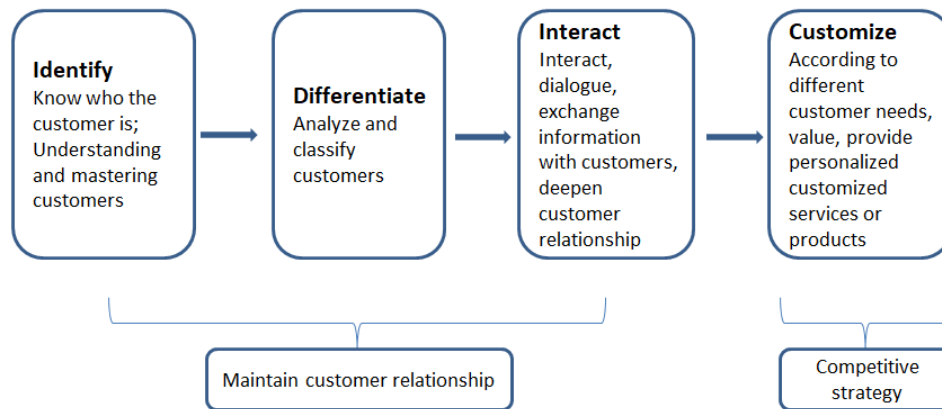 Identify
Know who the
customer is;
Understanding
and mastering
customers
Differentiate
Analyze and
classify
customers
Interact
Interact,
dialogue,
exchange
information
with customers,
deepen
customer
relationship
Customize
According to
different
customer needs,
value, provide
personalized
customized
services or
products
Maintain customer relationship
Competitive
strategy